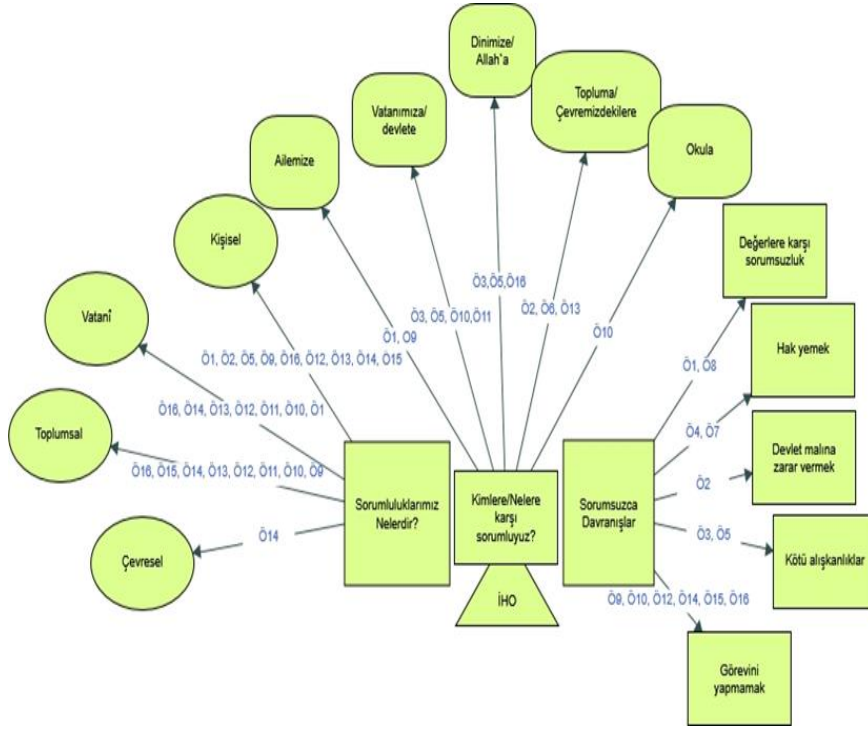 Dinimize/
Allah`a
Vatanımıza/
devlete
Topluma/
Çevremizdekilere
Ailemize
Okula
Kişisel
Değerlere karşı
sorumsuzluk
Vatanî
Hak yemek
Toplumsal
Devlet malına
zarar vermek
Çevresel
Kötü alışkanlıklar
Görevini
yapmamak
Ö3,Ö5,Ö16
Ö3, Ö5, Ö10,Ö11
Ö2, Ö6, Ö13
Ö1, Ö9
Ö10
Ö1, Ö2, Ö5, Ö9, Ö16, Ö12, Ö13, Ö14, Ö15
Ö1, Ö8
Ö16, Ö14, Ö13, Ö12, Ö11, Ö10, Ö1
Ö4, Ö7
Ö16, Ö15, Ö14, Ö13, Ö12, Ö11, Ö10, Ö9
Ö2
Ö14
Ö3, Ö5
Ö9, Ö10, Ö12, Ö14, Ö15, Ö16
Sorumluluklarımız
Nelerdir?
Kimlere/Nelere
karşı
sorumluyuz?
Sorumsuzca
Davranışlar
İHO